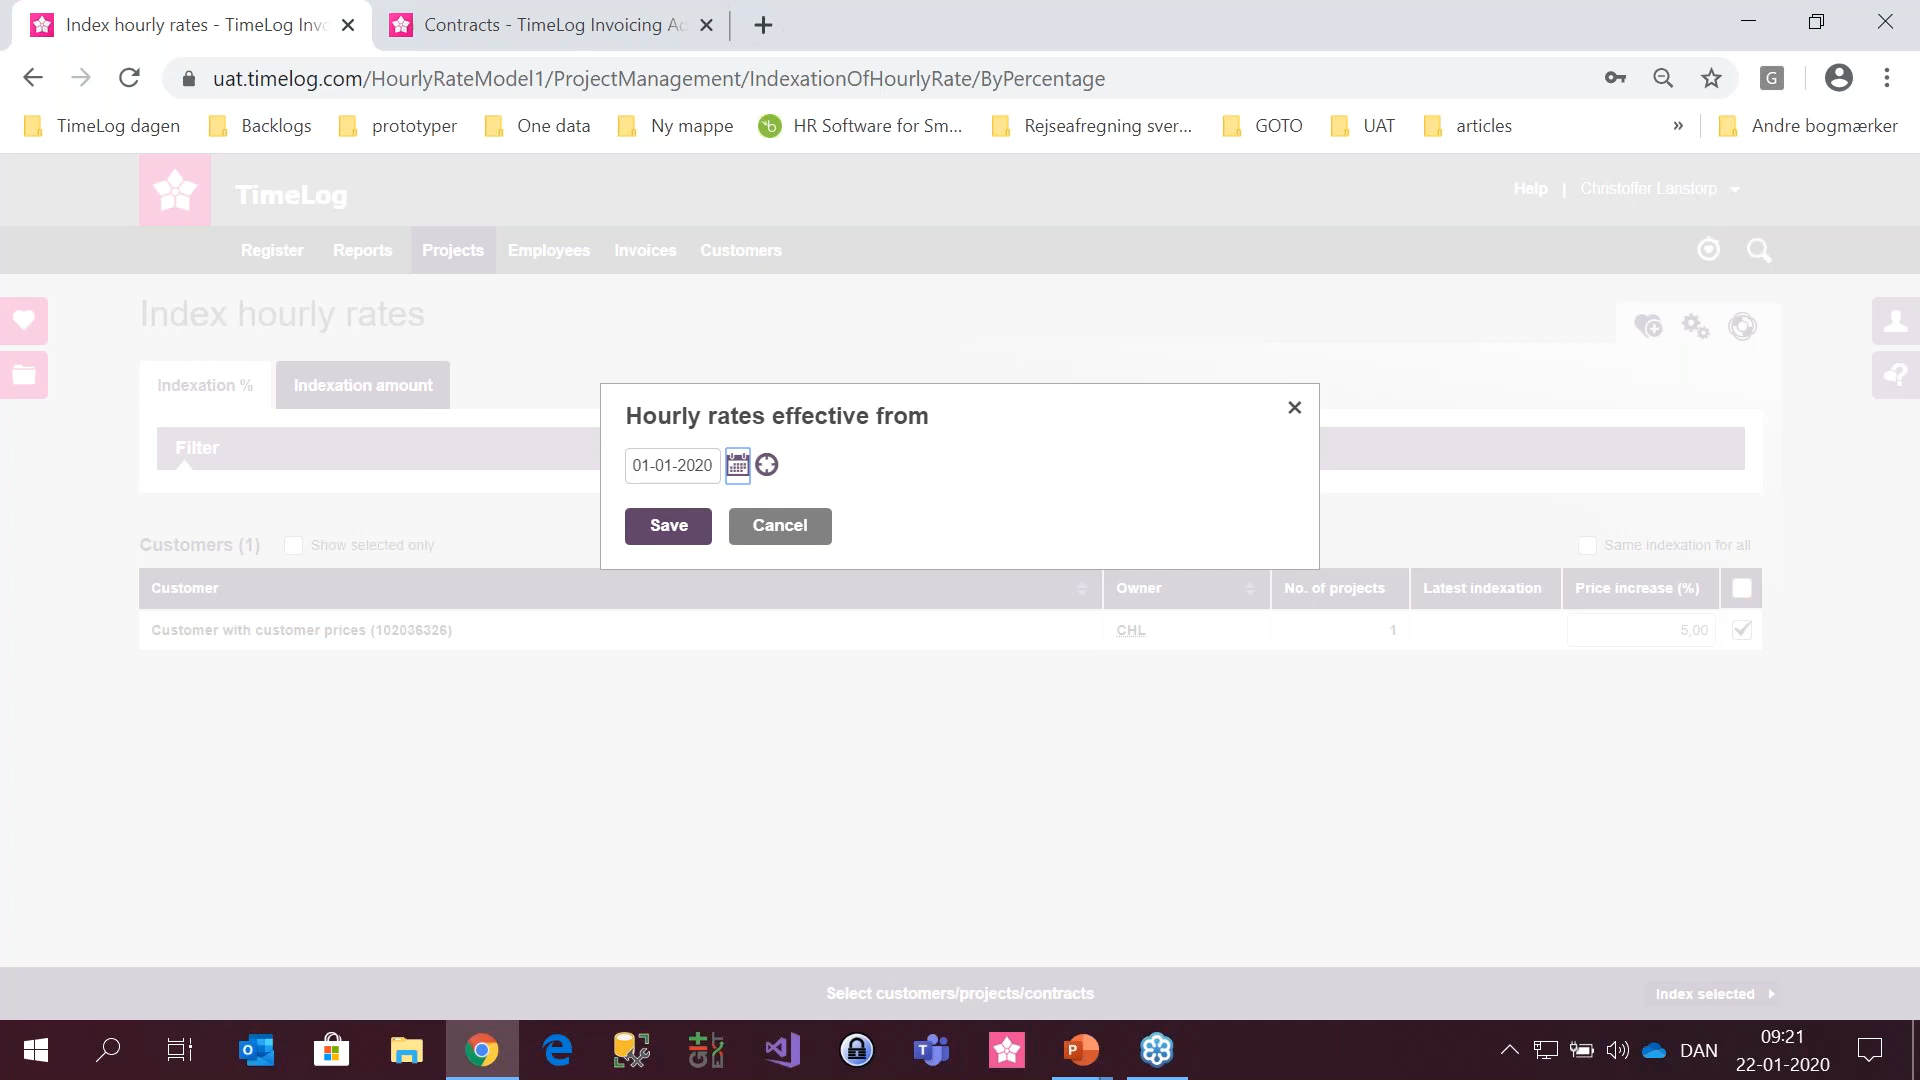 Index hourly rates - TimeLog Invo
Contracts - TimeLog Invoicing Ad
uat.timelog.com/HourlyRateModel1/ProjectManagement/IndexationOfHourlyRate/ByPercentage
G
TimeLog dagen
Backlogs
prototyper
One data
Ny mappe
HR Software for Sm...
Rejseafregning sver...
GOTO
UAT
articles
»
Andre bogmærker
TimeLog
Help | Christoffer Lanstorp
Register
Reports
Projects
Employees
Invoices
Customers
Index hourly rates
Indexation %
Indexation amount
Filter
Hourly rates effective from
01-01-2020
Save
Cancel
Customers (1)
Show selected only
Same indexation for all
Customer
Owner
No. of projects
Latest indexation
Price increase (%)
Customer with customer prices (102036326)
CHL
1
5,00
Select customers/projects/contracts
Index selected
DAN
09:21
22-01-2020